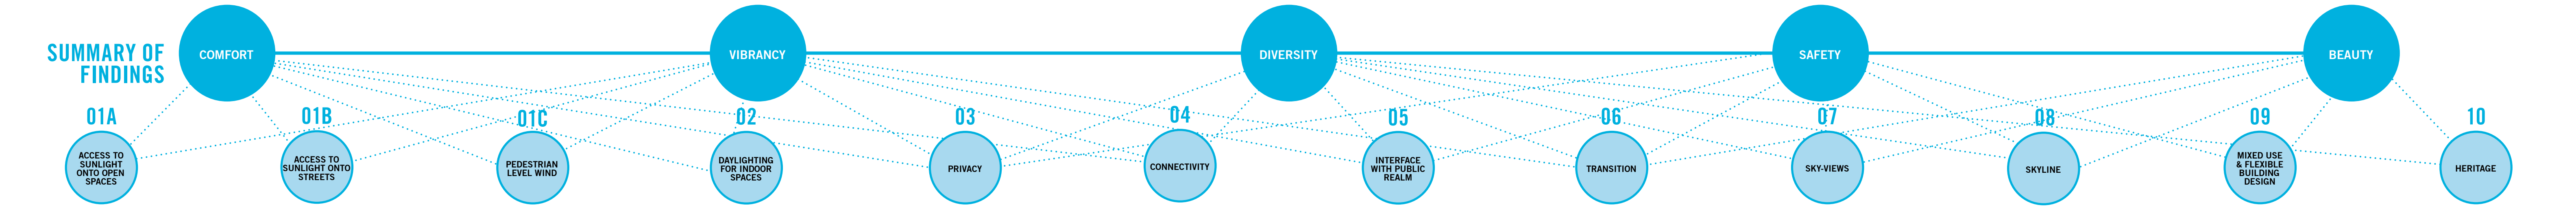 SUMMARY OF
FINDINGS
COMFORT
VIBRANCY
DIVERSITY
SAFETY
BEAUTY
01A
ACCESS TO
SUNLIGHT
ONTO OPEN
SPACES
01B
ACCESS TO
SUNLIGHT ONTO
STREETS
01C
PEDESTRIAN
LEVEL WIND
02
DAYLIGHTING
FOR INDOOR
SPACES
03
PRIVACY
04
CONNECTIVITY
05
INTERFACE
WITH PUBLIC
REALM
06
TRANSITION
07
SKY-VIEWS
08
SKYLINE
09
MIXED USE
& FLEXIBLE
BUILDING
DESIGN
10
HERITAGE